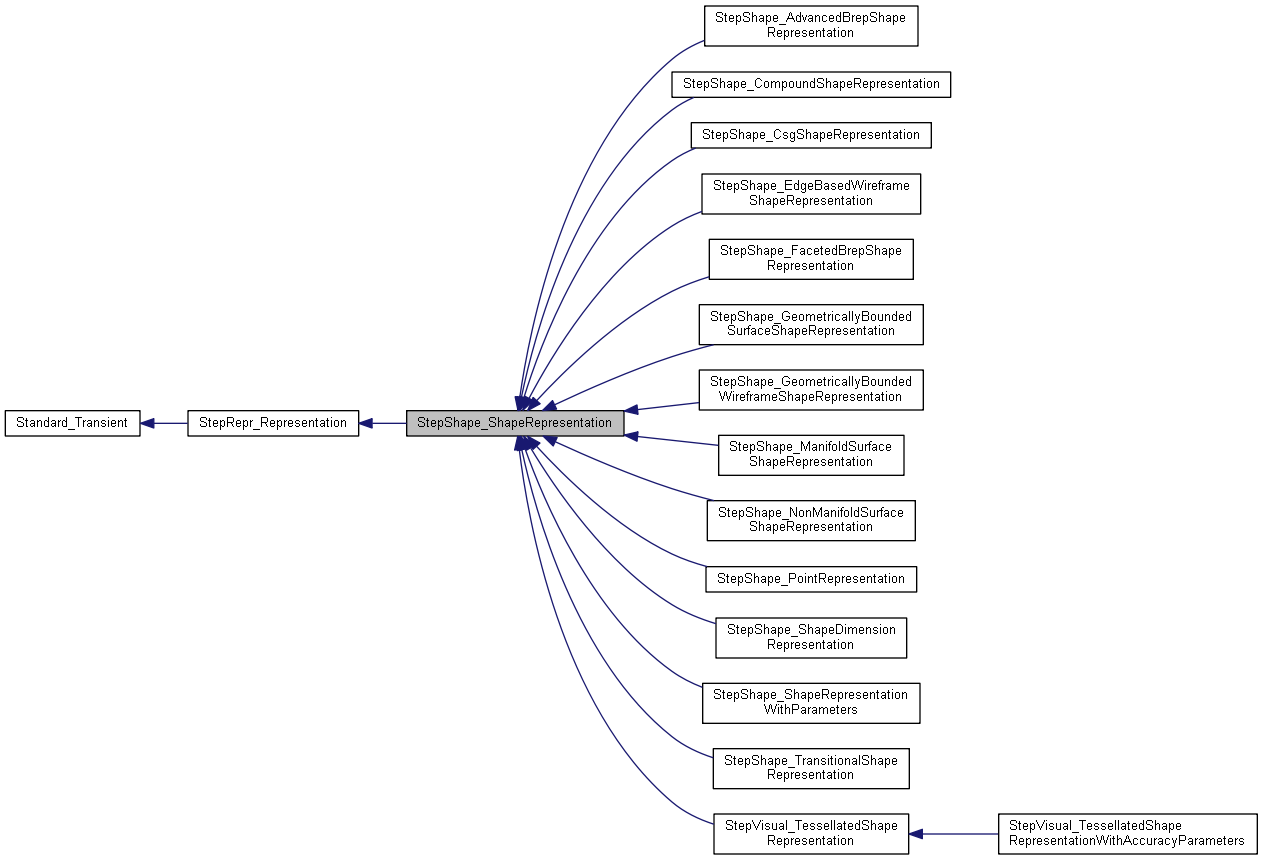 StepShape_AdvancedBrepShape
Representation
StepShape_CompoundShapeRepresentation
StepShape_CsgShapeRepresentation
StepShape_EdgeBasedWireframe
ShapeRepresentation
StepShape_FacetedBrepShape
Representation
StepShape_GeometricallyBounded
SurfaceShapeRepresentation
StepShape_GeometricallyBounded
WireframeShapeRepresentation
Standard_Transient
StepRepr_Representation
StepShape_ShapeRepresentation
StepShape_ManifoldSurface
ShapeRepresentation
StepShape_NonManifoldSurface
ShapeRepresentation
StepShape_PointRepresentation
StepShape_ShapeDimension
Representation
StepShape_ShapeRepresentation
WithParameters
StepShape_TransitionalShape
Representation
StepVisual_TessellatedShape
Representation
StepVisual_TessellatedShape
RepresentationWithAccuracyParameters